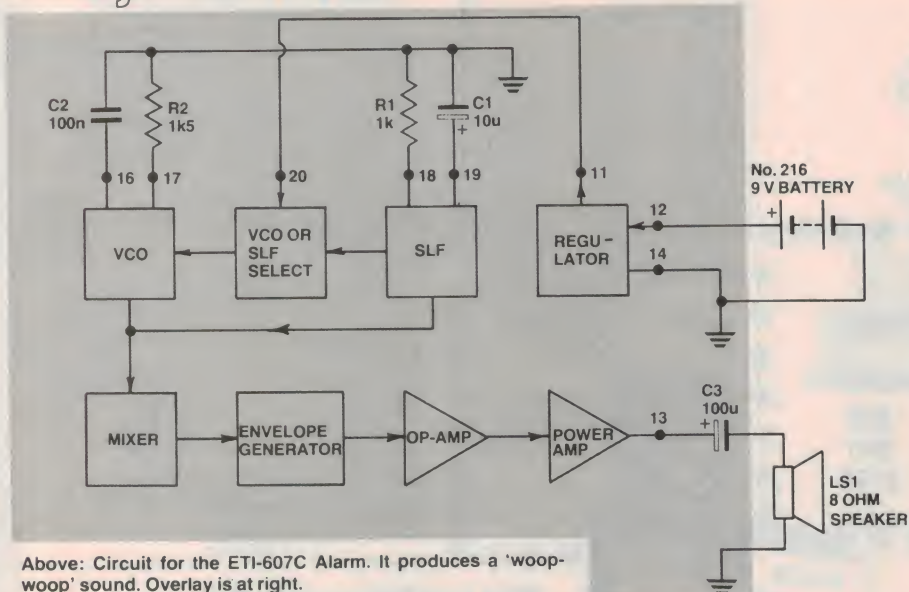 C2
100n
R2
1k5
R1
1k
C1
10u
+
16
17
20
18
19
11
No. 216
9 V BATTERY
+
12
14
VCO
VCO OR
SLF
SELECT
SLF
REGU-
LATOR
MIXER
ENVELOPE
GENERATOR
OP-AMP
POWER
AMP
13
C3
100u
+
LS1
8 OHM
SPEAKER
Above: Circuit for the ETI-607C Alarm. It produces a 'woop-
woop' sound. Overlay is at right.